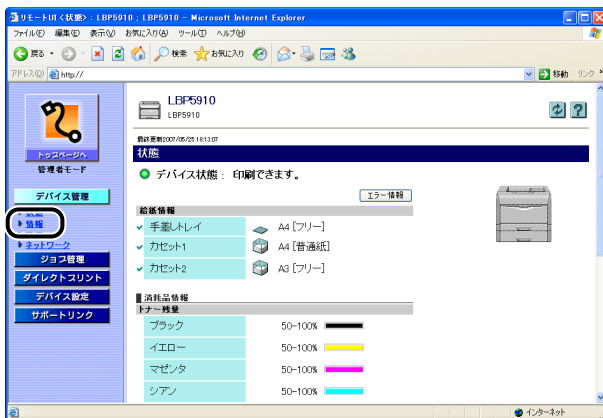 リモートUI <状態> : LBP5910 ; LBP5910 - Microsoft Internet Explorer
ファイル(F) 編集(E) 表示(V) お気に入り(A) ツール(T) ヘルプ(H)
戻る 検索 お気に入り
アドレス(D) http:// 移動 リンク
LBP5910
LBP5910
最終更新2007/05/25 18:13:07
トップページへ
管理者モード
デバイス管理
情報
ネットワーク
ジョブ管理
ダイレクトプリント
デバイス設定
サポートリンク
状態
デバイス状態 : 印刷できます。
エラー情報
給紙情報
手差しトレイ A4 [フリー]
カセット1 A4 [普通紙]
カセット2 A3 [フリー]
消耗品情報
トナー残量
ブラック 50-100%
イエロー 50-100%
マゼンタ 50-100%
シアン 50-100%
インターネット